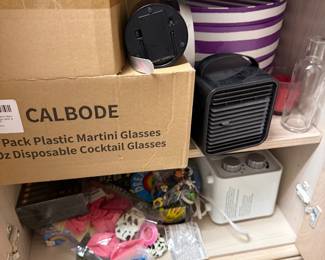 CALBODE
Pack Plastic Martini Glasses
Oz Disposable Cocktail Glasses